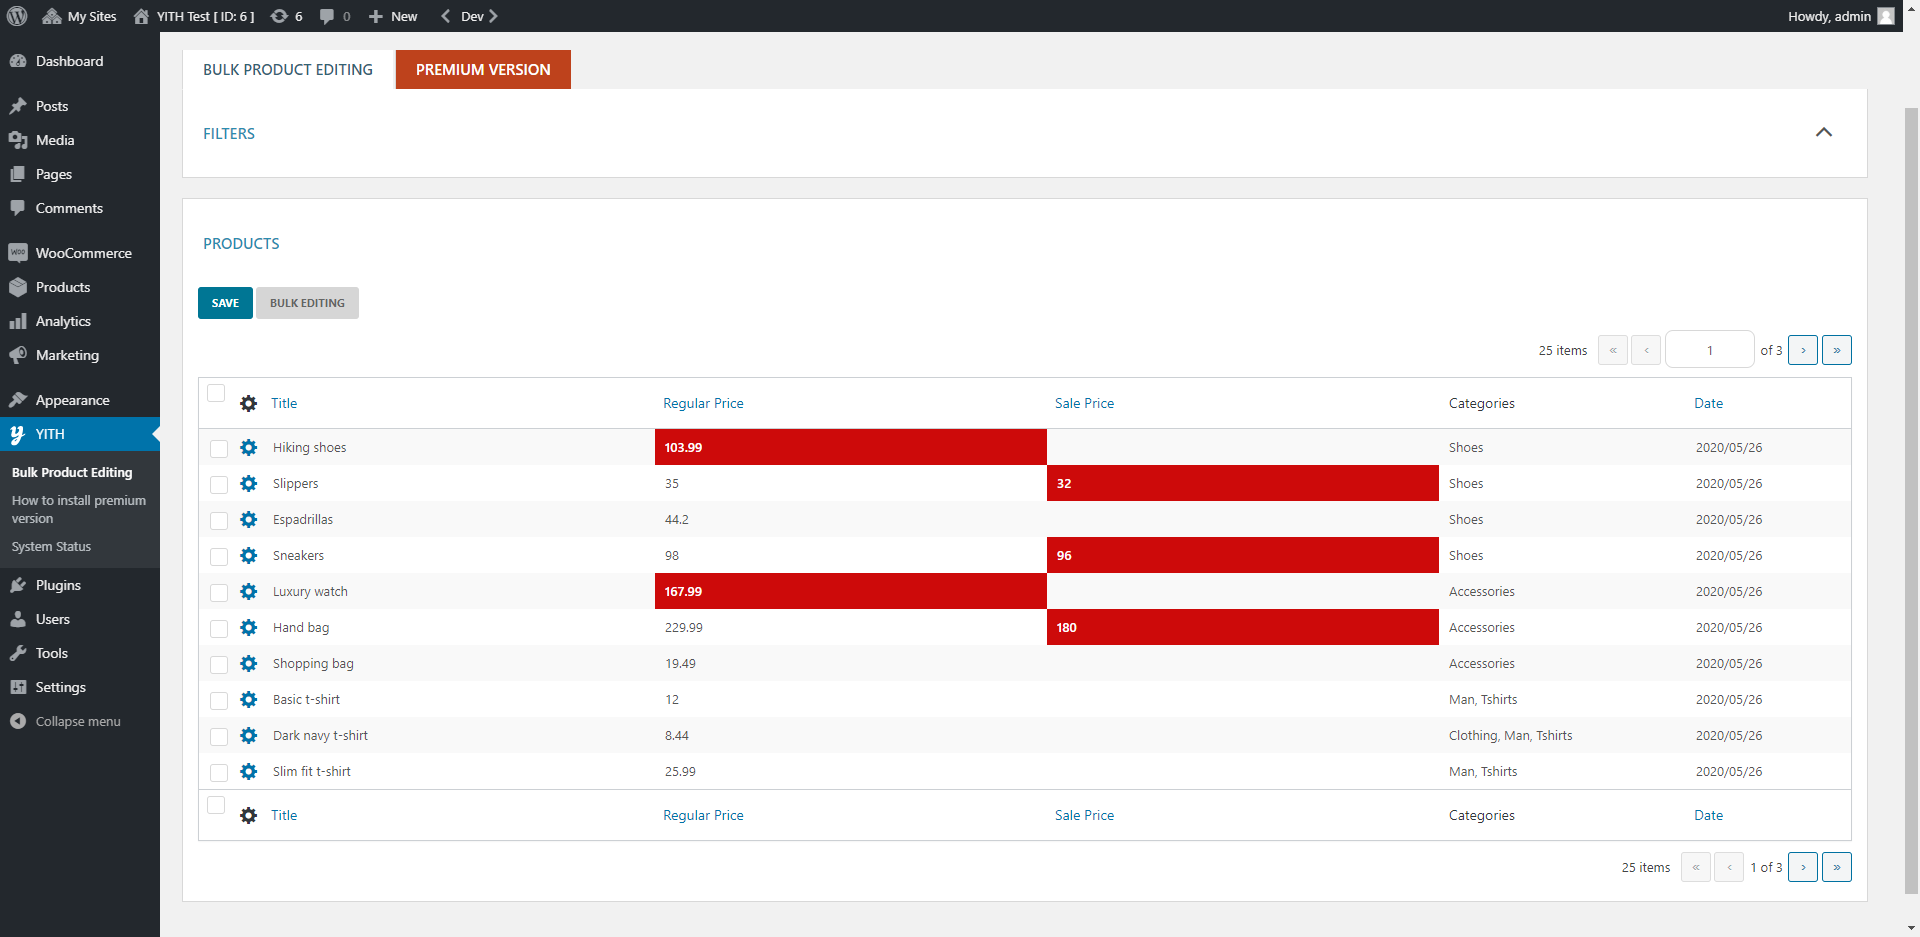 My Sites YITH Test [ ID: 6 ] 6 0 New Dev Howdy, admin
Dashboard
Posts
Media
Pages
Comments
WOO WooCommerce
Products
Analytics
Marketing
Appearance
YITH
Bulk Product Editing
How to install premium
version
System Status
Plugins
Users
Tools
Settings
Collapse menu
BULK PRODUCT EDITING PREMIUM VERSION
FILTERS
PRODUCTS
SAVE BULK EDITING
25 items « ‹ 1 of 3 › »
Title Regular Price Sale Price Categories Date
Hiking shoes 103.99 Shoes 2020/05/26
Slippers 35 32 Shoes 2020/05/26
Espadrillas 44.2 Shoes 2020/05/26
Sneakers 98 96 Shoes 2020/05/26
Luxury watch 167.99 Accessories 2020/05/26
Hand bag 229.99 180 Accessories 2020/05/26
Shopping bag 19.49 Accessories 2020/05/26
Basic t-shirt 12 Man, Tshirts 2020/05/26
Dark navy t-shirt 8.44 Clothing, Man, Tshirts 2020/05/26
Slim fit t-shirt 25.99 Man, Tshirts 2020/05/26
Title Regular Price Sale Price Categories Date
25 items « ‹ 1 of 3 › »